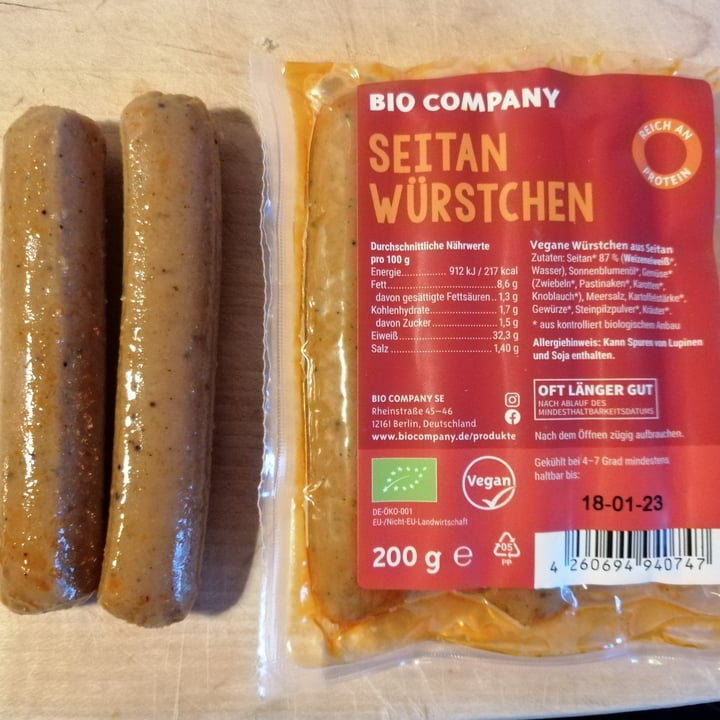 BIO COMPANY
REICH AN PROTEIN
SEITAN
WÜRSTCHEN
Durchschnittliche Nährwerte
pro 100 g
Energie............... 912 kJ / 217 kcal
Fett........................................8,6 g
davon gesättigte Fettsäuren.. 1,3 g
Kohlenhydrate.........................1,7 g
davon Zucker.........................1,5 g
Eiweiß...................................32,3 g
Salz .....................................1,40 g
Vegane Würstchen aus Seitan
Zutaten: Seitan* 87 % (Weizeneiweiß*,
Wasser), Sonnenblumenöl*, Gemüse*
(Zwiebeln*, Pastinaken*, Karotten*,
Knoblauch*), Meersalz, Kartoffelstärke*,
Gewürze*, Steinpilzpulver*, Kräuter*.
* aus kontrolliert biologischem Anbau
Allergiehinweis: Kann Spuren von Lupinen
und Soja enthalten.
BIO COMPANY SE
Rheinstraße 45–46
12161 Berlin, Deutschland
www.biocompany.de/produkte
OFT LÄNGER GUT
NACH ABLAUF DES
MINDESTHALTBARKEITSDATUMS
Nach dem Öffnen zügig aufbrauchen.
Gekühlt bei 4–7 Grad mindestens
haltbar bis:
18-01-23
Vegan
DE-ÖKO-001
EU-/Nicht-EU-Landwirtschaft
200 g ℮
05
PP
4 260694 940747